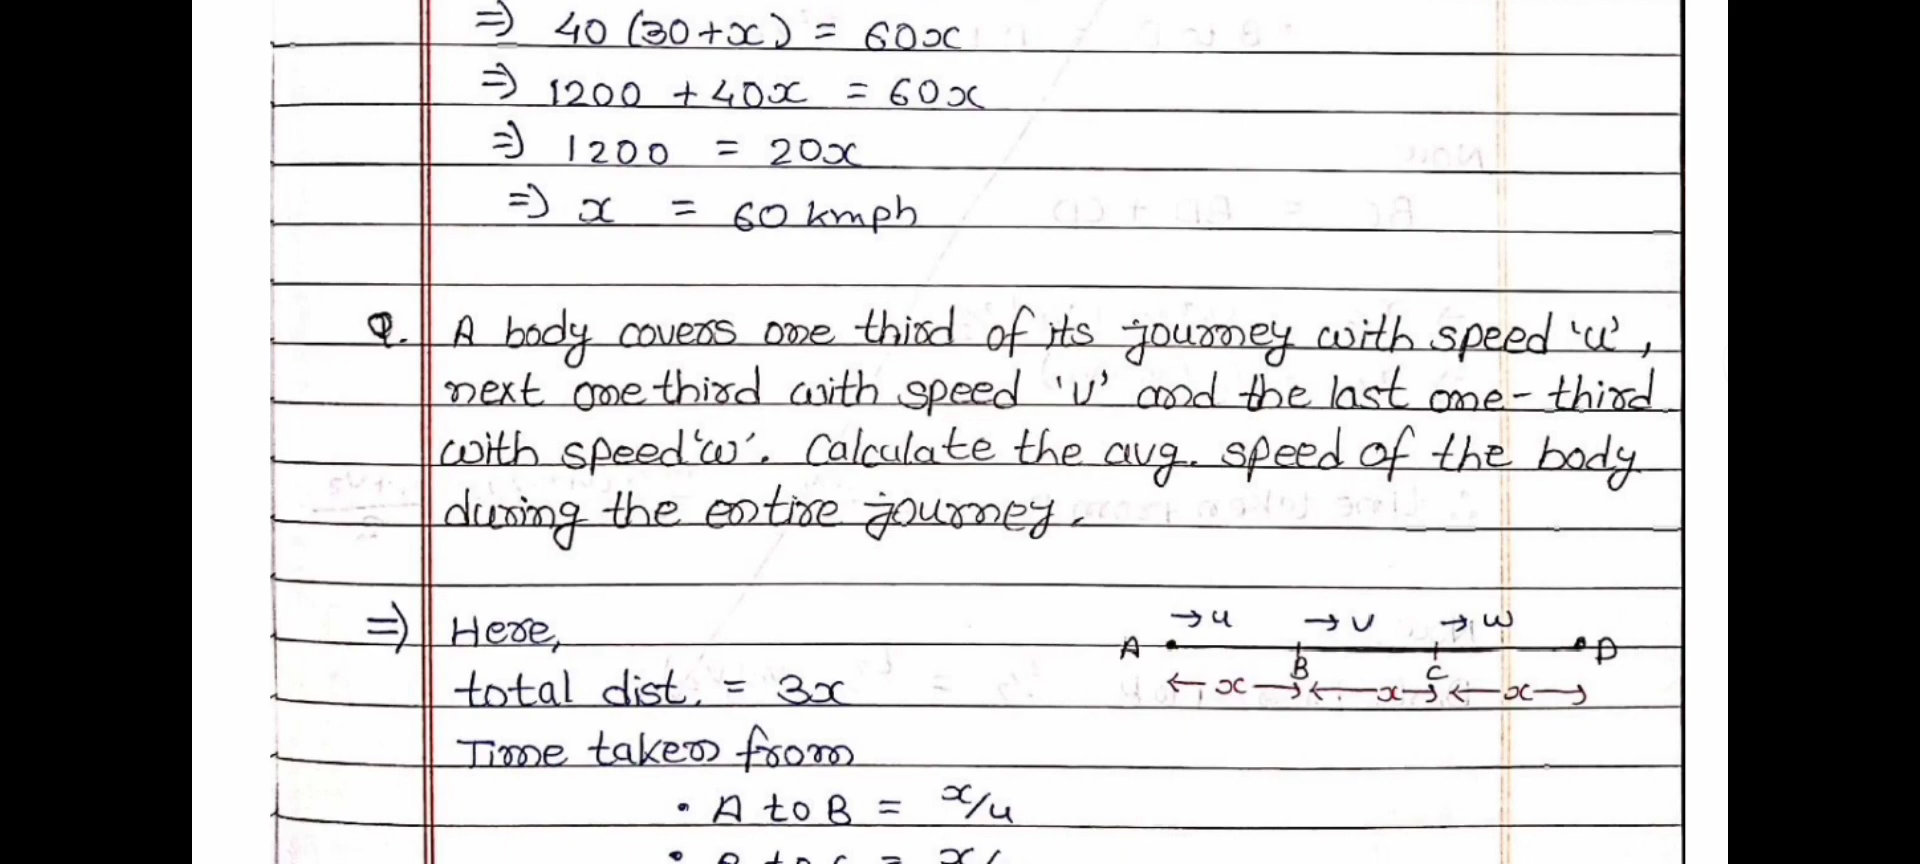 ⇒ 40 (30+x) = 60x
⇒ 1200 + 40x = 60x
⇒ 1200 = 20x
⇒ x = 60 kmph
Q. A body covers one third of its journey with speed 'u',
next one third with speed 'v' and the last one-third
with speed 'w'. Calculate the avg. speed of the body
during the entire journey.
⇒ Here,
→u →v →w
A B C D
total dist. = 3x
←x→ ←x→ ←x→
Time taken from
• A to B = x/u